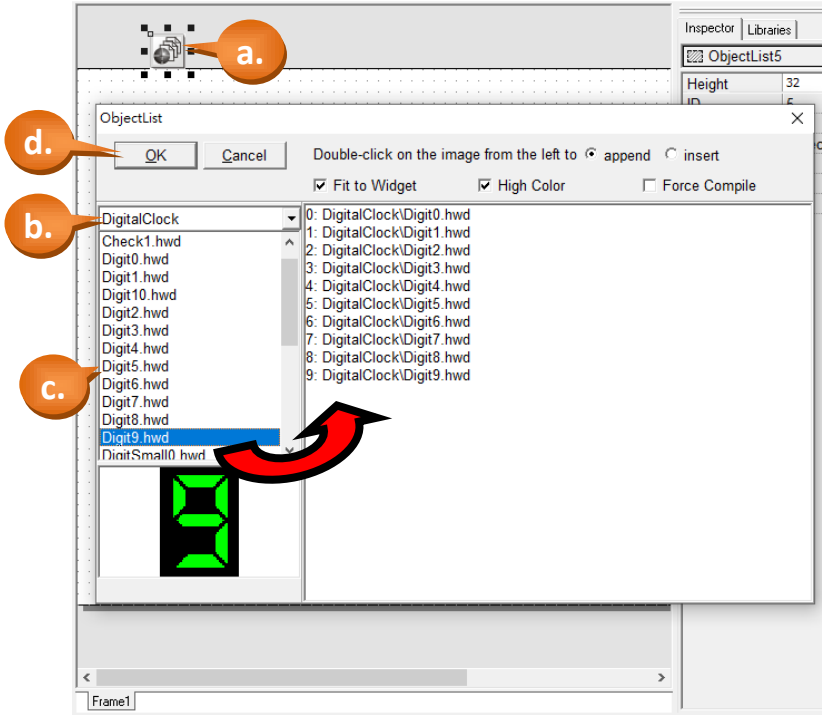 a.
Inspector Libraries
ObjectList5
Height 32
ObjectList
d.
OK Cancel Double-click on the image from the left to append insert
Fit to Widget High Color Force Compile
b.
DigitalClock
Check1.hwd
Digit0.hwd
Digit1.hwd
Digit10.hwd
Digit2.hwd
Digit3.hwd
Digit4.hwd
Digit5.hwd
Digit6.hwd
Digit7.hwd
Digit8.hwd
Digit9.hwd
DigitSmall0.hwd
c.
0: DigitalClock\Digit0.hwd
1: DigitalClock\Digit1.hwd
2: DigitalClock\Digit2.hwd
3: DigitalClock\Digit3.hwd
4: DigitalClock\Digit4.hwd
5: DigitalClock\Digit5.hwd
6: DigitalClock\Digit6.hwd
7: DigitalClock\Digit7.hwd
8: DigitalClock\Digit8.hwd
9: DigitalClock\Digit9.hwd
9
Frame1